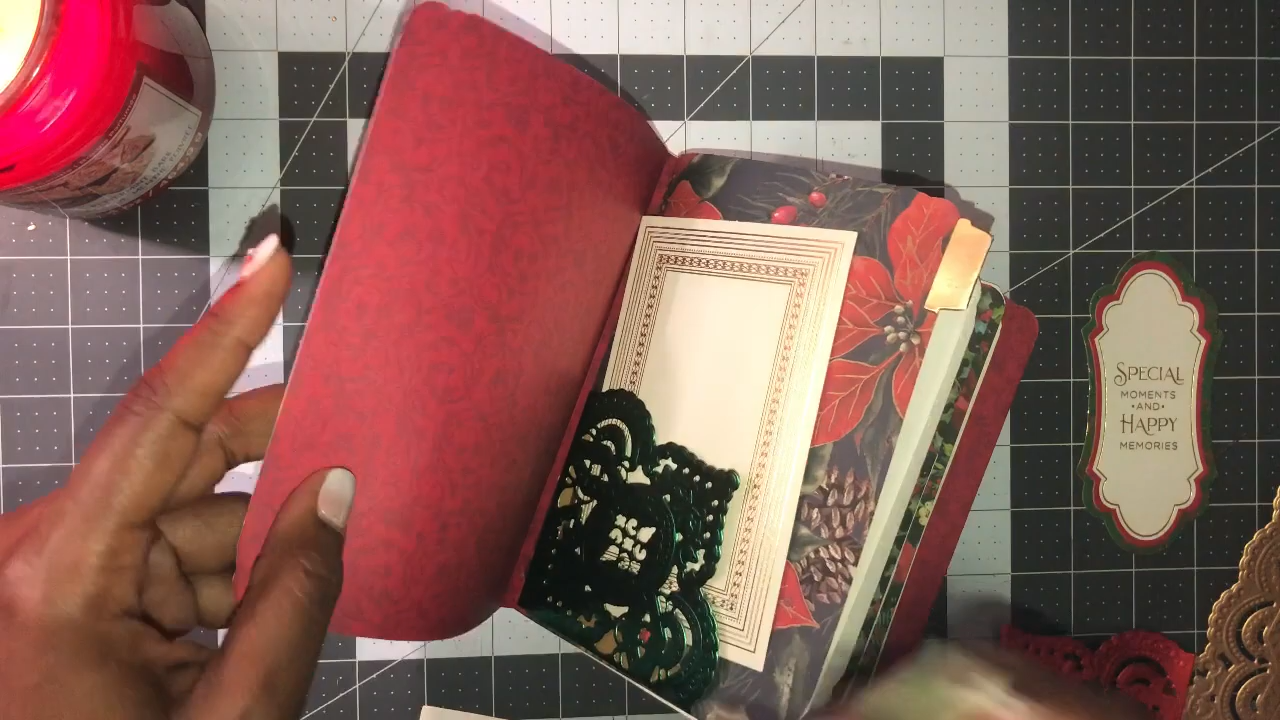 SPECIAL
MOMENTS
•AND•
HAPPY
MEMORIES